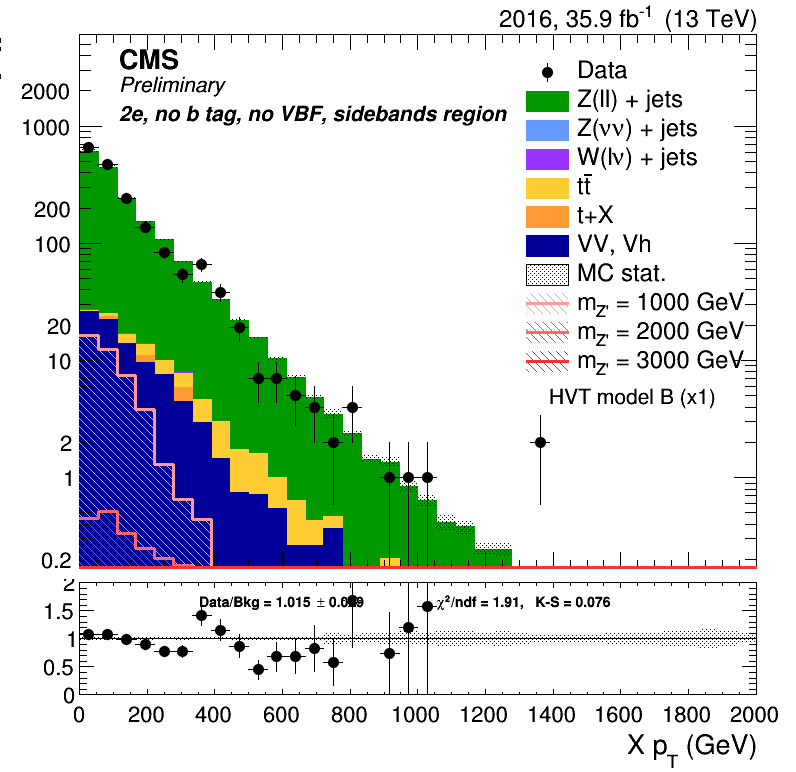 2016, 35.9 fb⁻¹ (13 TeV)
CMS
Preliminary
2e, no b tag, no VBF, sidebands region
Data
Z(ll) + jets
Z(νν) + jets
W(lν) + jets
tt̄
t+X
VV, Vh
MC stat.
m_Z' = 1000 GeV
m_Z' = 2000 GeV
m_Z' = 3000 GeV
HVT model B (x1)
2000
1000
200
100
20
10
2
1
0.2
Data/Bkg = 1.015 ± χ²/ndf = 1.91, K-S = 0.076
2
1.5
1
0.5
0
0 200 400 600 800 1000 1200 1400 1600 1800 2000
X p_T (GeV)